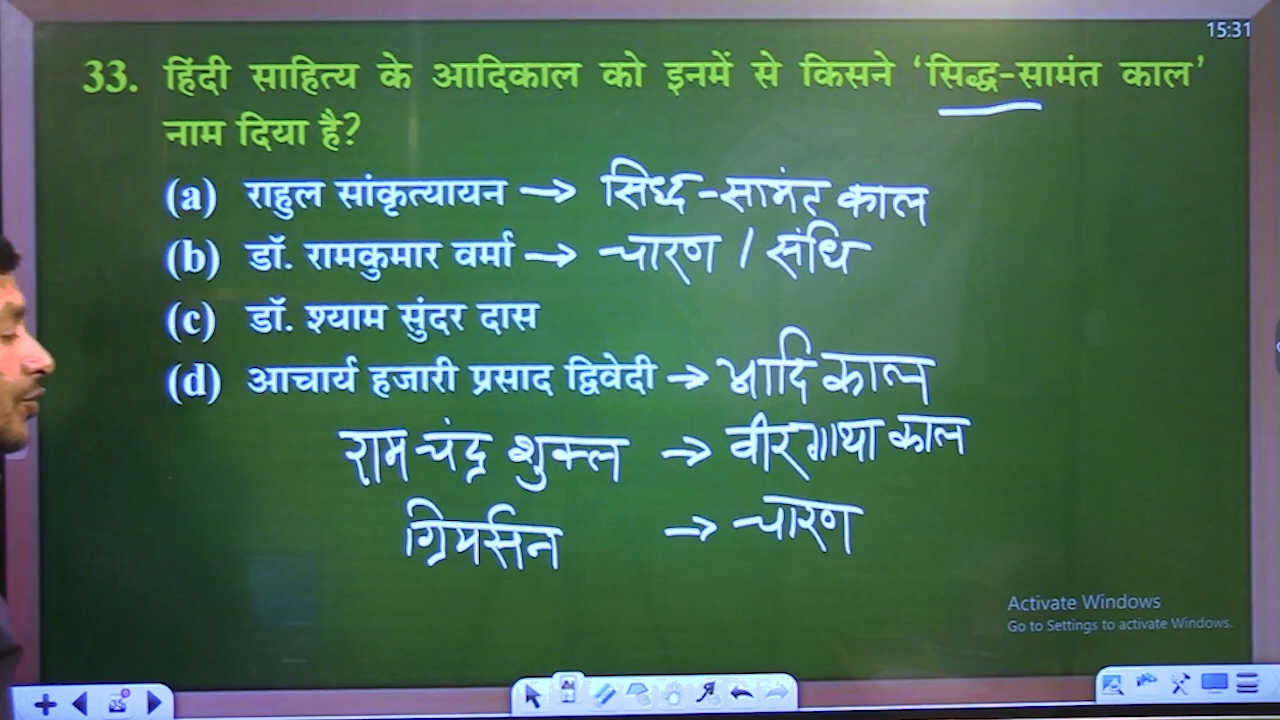 15:31
33. हिंदी साहित्य के आदिकाल को इनमें से किसने ‘सिद्ध-सामंत काल’
नाम दिया है?
(a) राहुल सांकृत्यायन → सिध्द-सामंत काल
(b) डॉ. रामकुमार वर्मा → चारण / संधि
(c) डॉ. श्याम सुंदर दास
(d) आचार्य हजारी प्रसाद द्विवेदी → आदि काल
रामचंद्र शुक्ल → वीरगाथा काल
ग्रियर्सन → चारण
Activate Windows
Go to Settings to activate Windows.